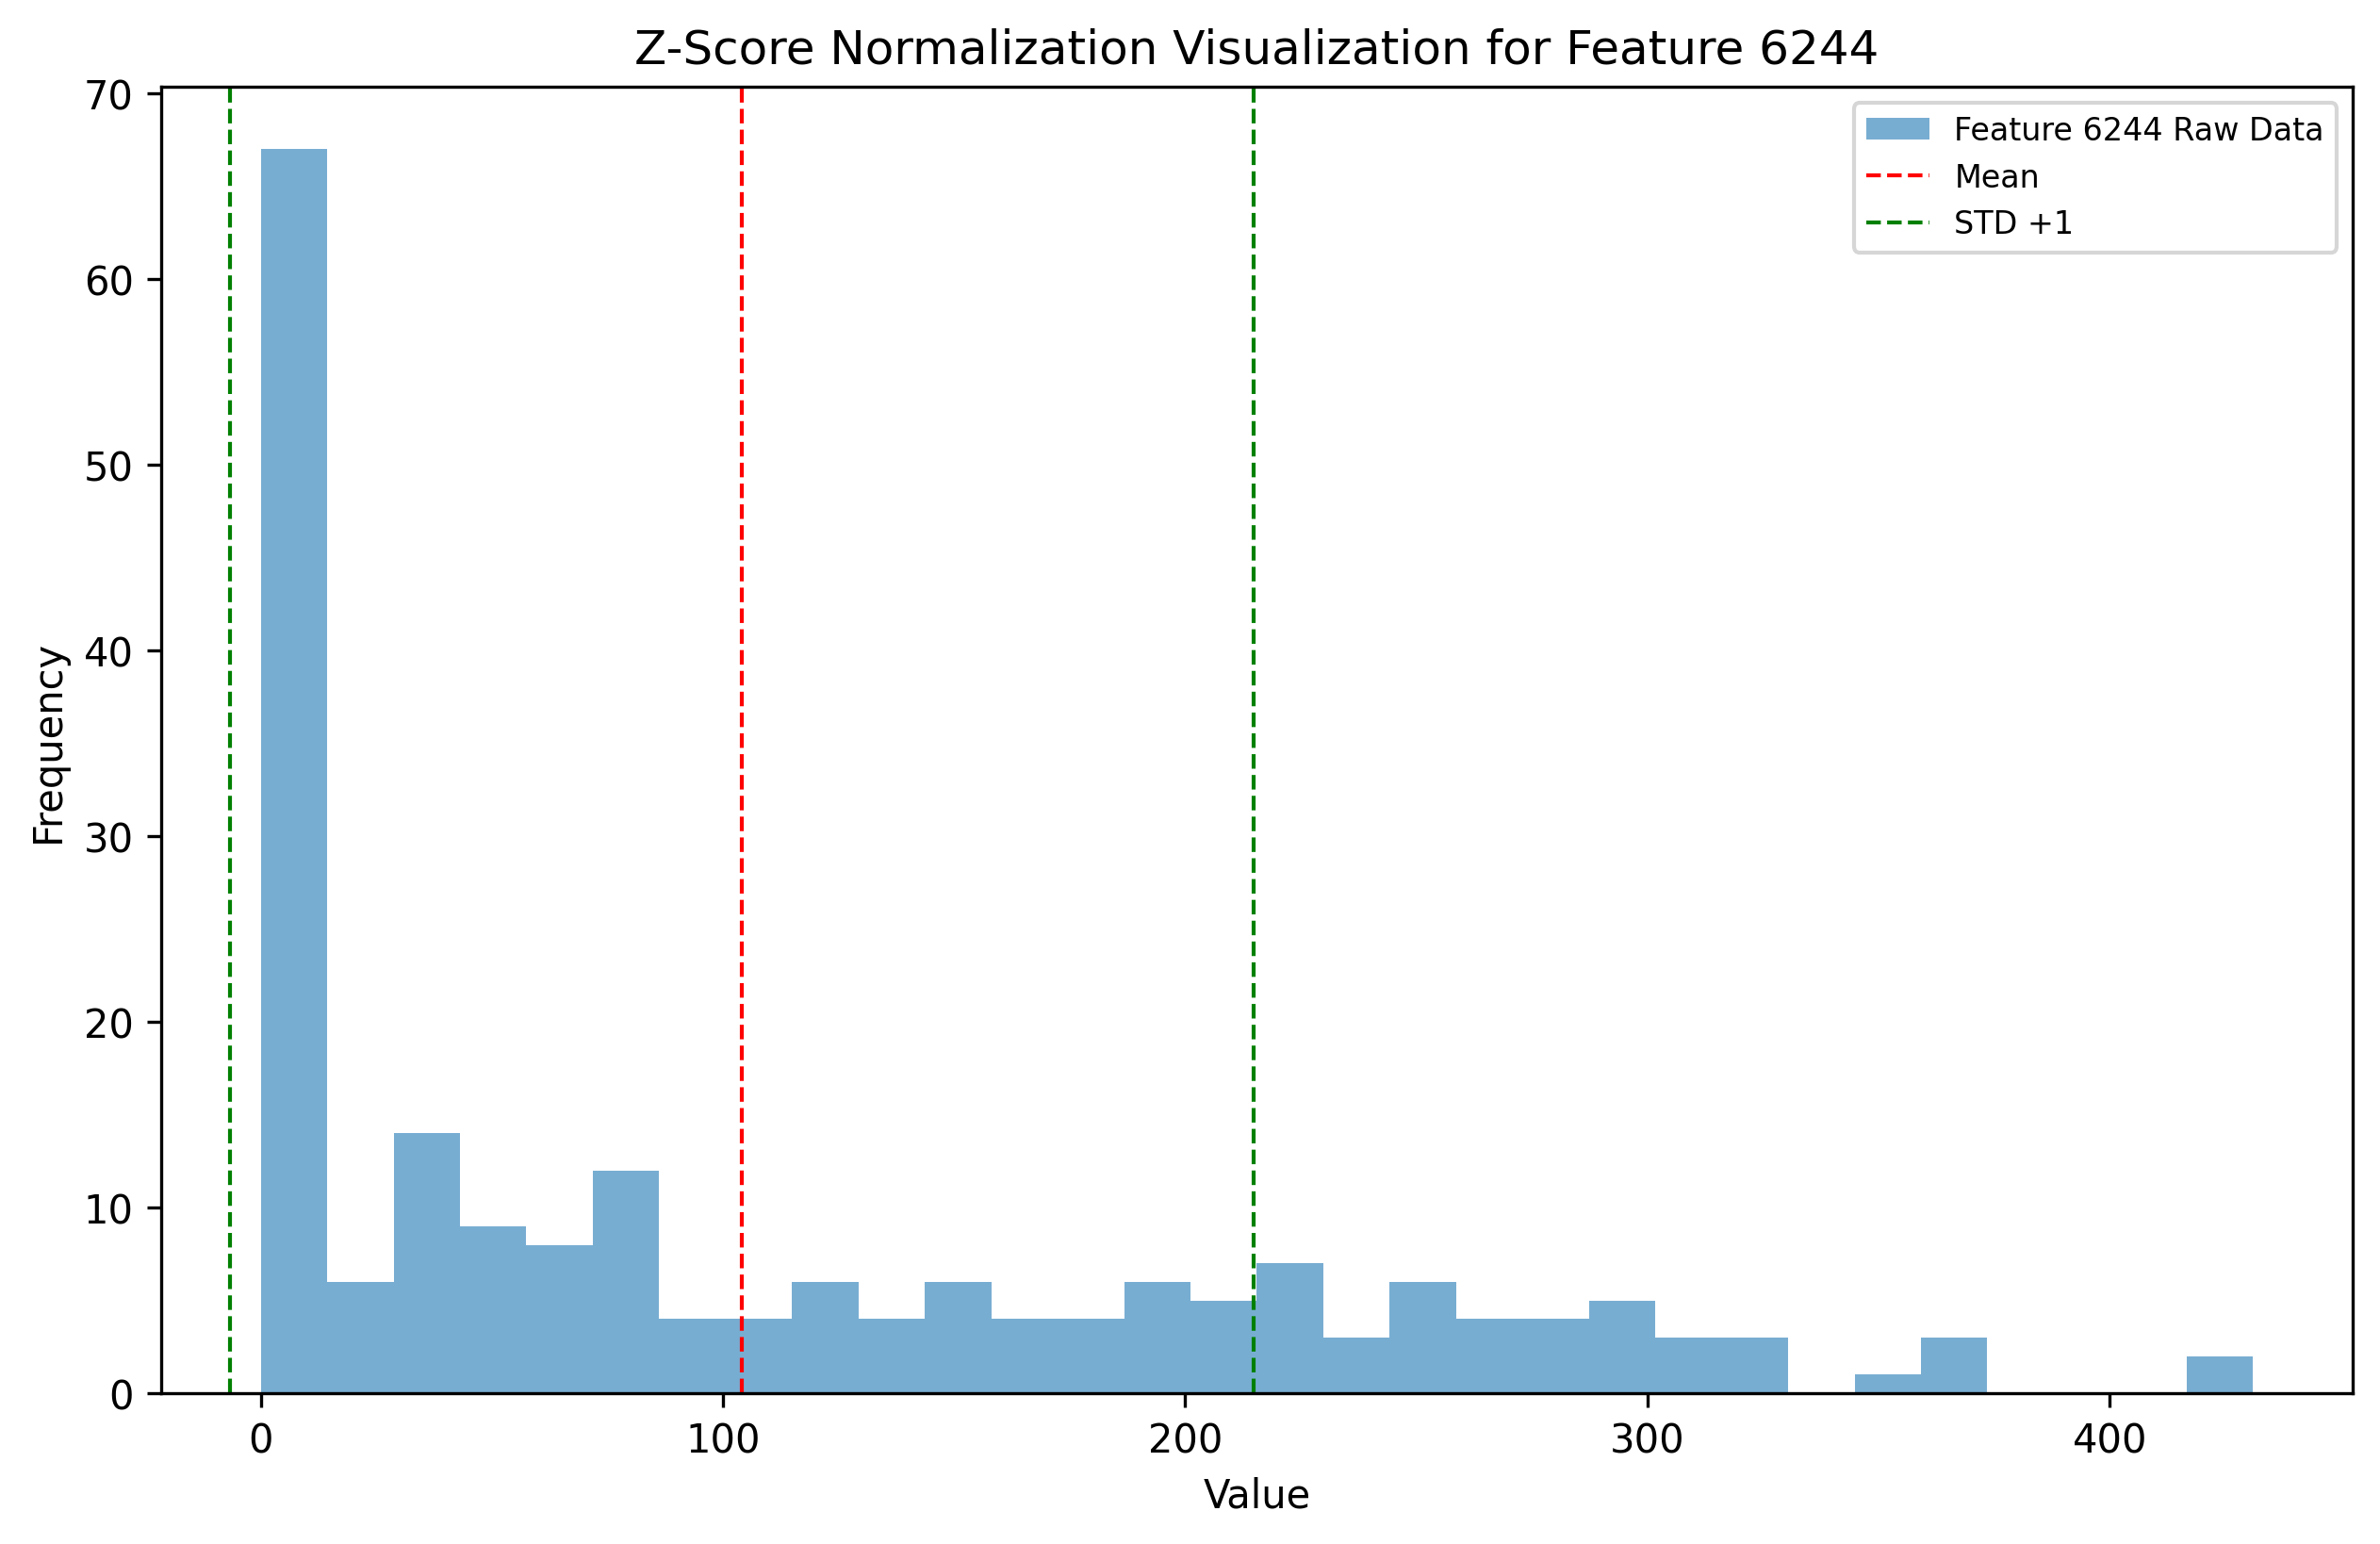 Z-Score Normalization Visualization for Feature 6244
Feature 6244 Raw Data
Mean
STD +1
70
60
50
40
30
20
10
0
Frequency
0 100 200 300 400
Value